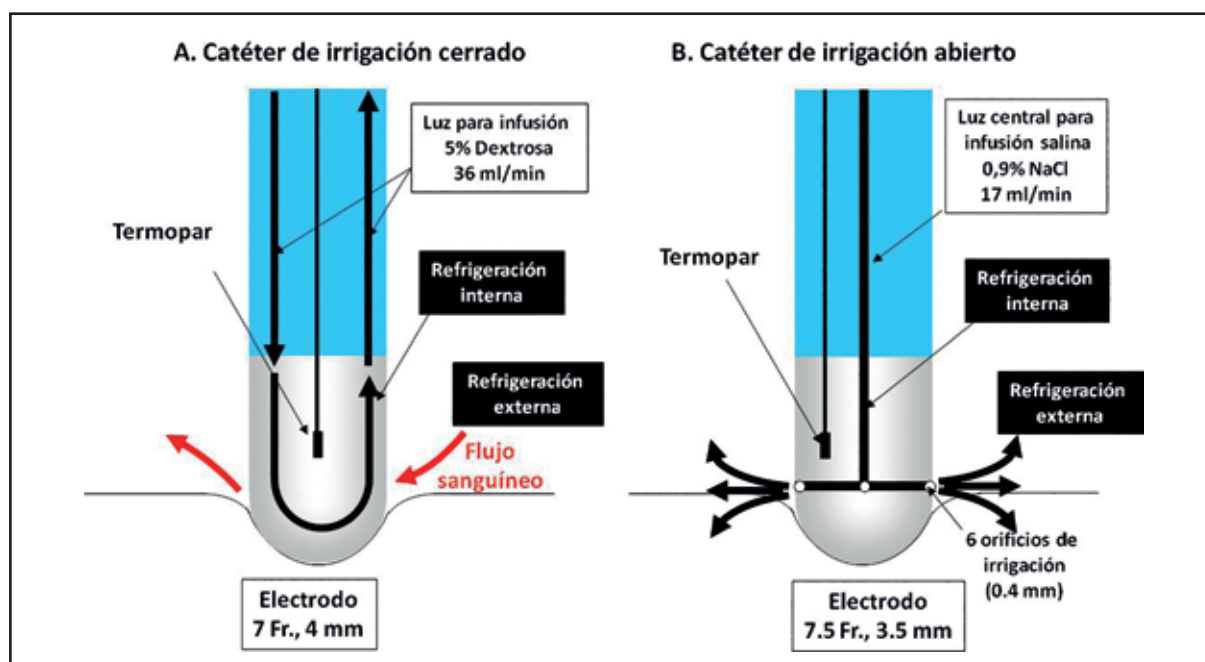 A. Catéter de irrigación cerrado
Luz para infusión
5% Dextrosa
36 ml/min
Termopar
Refrigeración
interna
Refrigeración
externa
Flujo
sanguíneo
Electrodo
7 Fr., 4 mm
B. Catéter de irrigación abierto
Luz central para
infusión salina
0,9% NaCl
17 ml/min
Termopar
Refrigeración
interna
Refrigeración
externa
6 orificios de
irrigación
(0.4 mm)
Electrodo
7.5 Fr., 3.5 mm